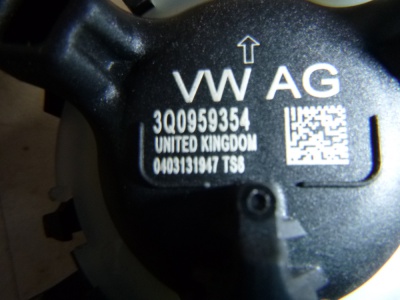 VW AG
3Q0959354
UNITED KINGDOM
0403131947 TS8